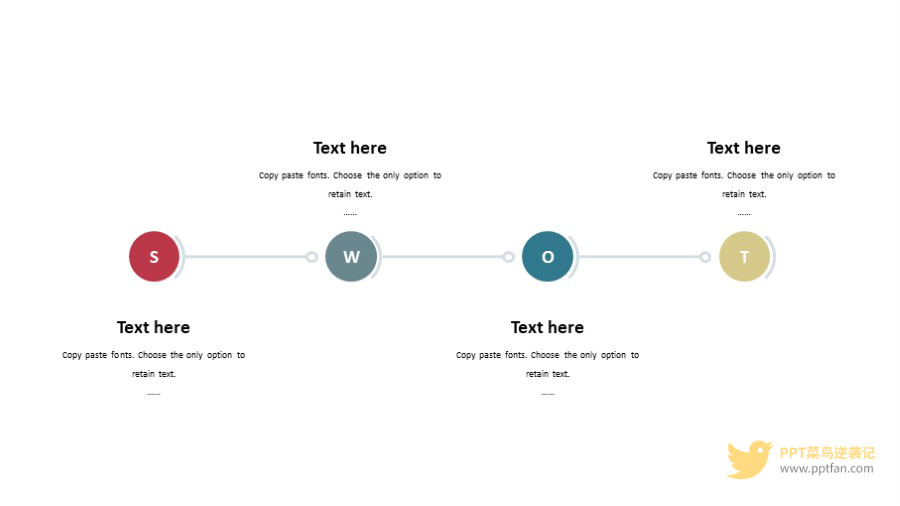 Text here
Copy paste fonts. Choose the only option to
retain text.
......
Text here
Copy paste fonts. Choose the only option to
retain text.
......
S
W
O
T
Text here
Copy paste fonts. Choose the only option to
retain text.
......
Text here
Copy paste fonts. Choose the only option to
retain text.
......
PPT菜鸟逆袭记
www.pptfan.com